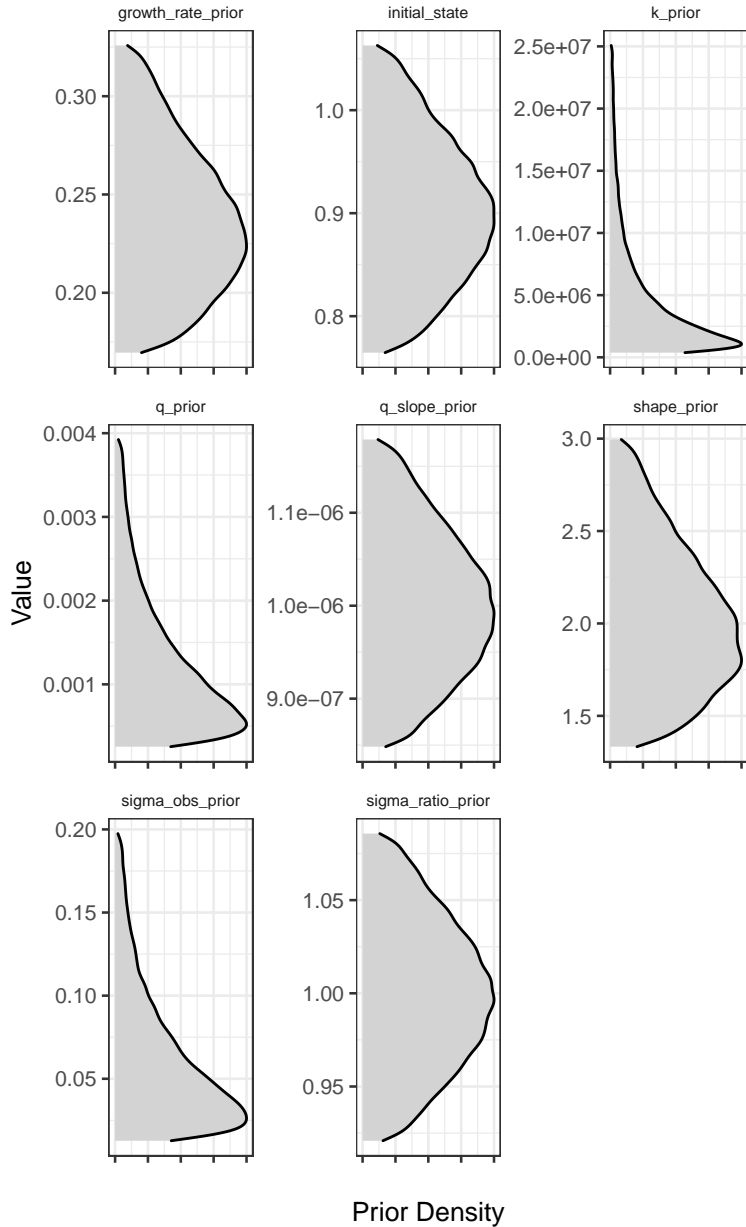 growth_rate_prior
initial_state
k_prior
0.30
0.25
0.20
1.0
0.9
0.8
2.5e+07
2.0e+07
1.5e+07
1.0e+07
5.0e+06
0.0e+00
q_prior
q_slope_prior
shape_prior
Value
0.004
0.003
0.002
0.001
1.1e−06
1.0e−06
9.0e−07
3.0
2.5
2.0
1.5
sigma_obs_prior
sigma_ratio_prior
0.20
0.15
0.10
0.05
1.05
1.00
0.95
Prior Density